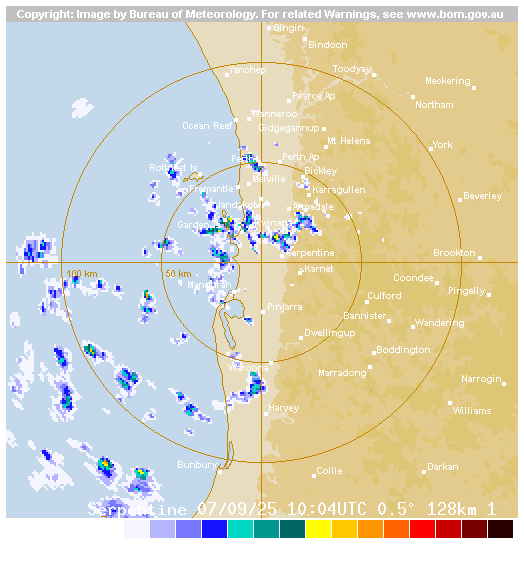 Copyright: Image by Bureau of Meteorology. For related Warnings, see www.bom.gov.au
Gingin
Bindoon
Toodyay
Yanchep
Meckering
Pearce Ap
Northam
Wanneroo
Ocean Reef
Gidgegannup
Mt Helena
York
Perth Ap
Rottnest Is
Bickley
Melville
Fremantle
Karragullen
Beverley
Armadale
Garden
Serpentine
Brookton
Karnet
100 km
50 km
Coondee
Mandurah
Pingelly
Culford
Pinjarra
Bannister
Wandering
Dwellingup
Boddington
Waroona
Marradong
Narrogin
Harvey
Williams
Bunbury
Collie
Darkan
Serpentine 07/09/25 10:04UTC 0.5° 128km 1